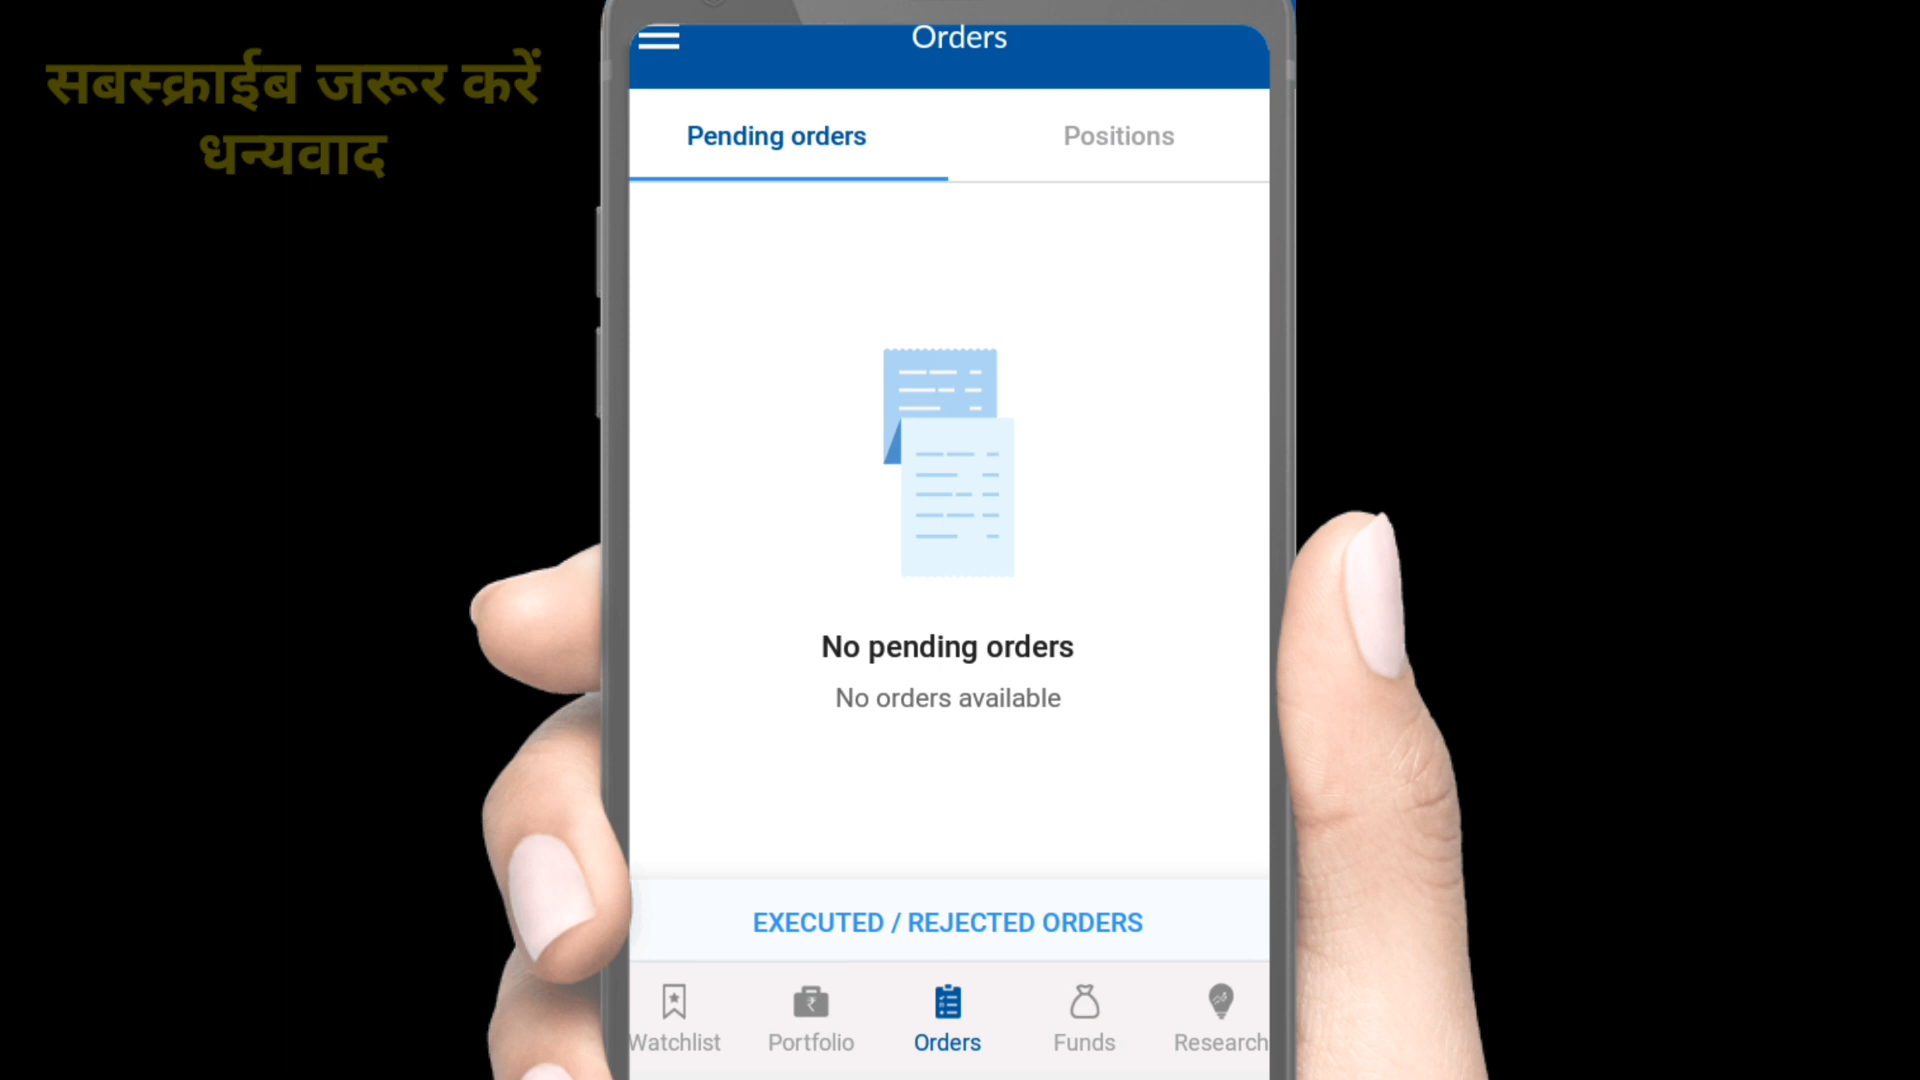 सबस्क्राईब जरूर करें
धन्यवाद
Orders
Pending orders
Positions
No pending orders
No orders available
EXECUTED / REJECTED ORDERS
Watchlist
Portfolio
Orders
Funds
Research